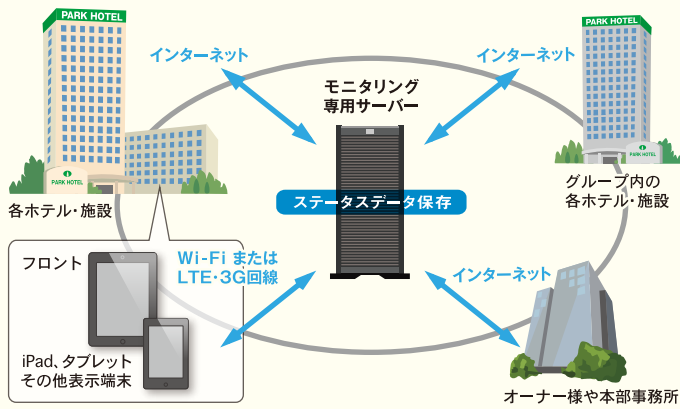 PARK HOTEL
PARK HOTEL
各ホテル・施設
インターネット
モニタリング
専用サーバー
ステータスデータ保存
インターネット
PARK HOTEL
PARK HOTEL
グループ内の
各ホテル・施設
フロント
iPad、タブレット
その他表示端末
Wi-Fi または
LTE・3G回線
インターネット
オーナー様や本部事務所